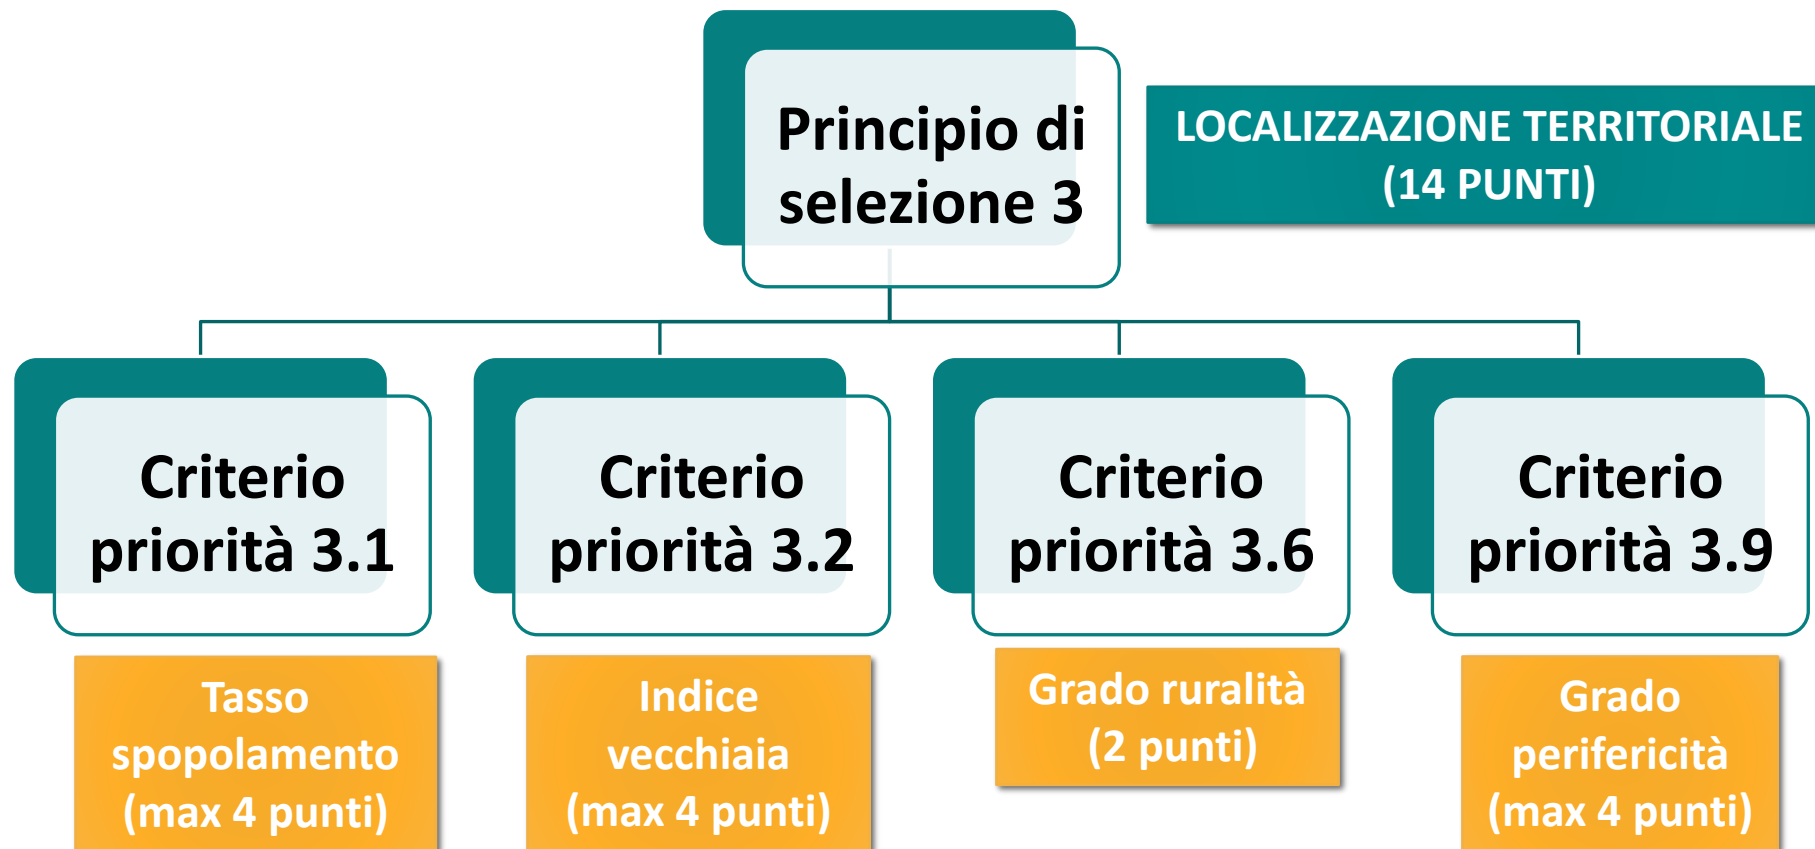 Principio di
selezione 3
LOCALIZZAZIONE TERRITORIALE
(14 PUNTI)
Criterio
priorità 3.1
Criterio
priorità 3.2
Criterio
priorità 3.6
Criterio
priorità 3.9
Tasso
spopolamento
(max 4 punti)
Indice
vecchiaia
(max 4 punti)
Grado ruralità
(2 punti)
Grado
perifericità
(max 4 punti)